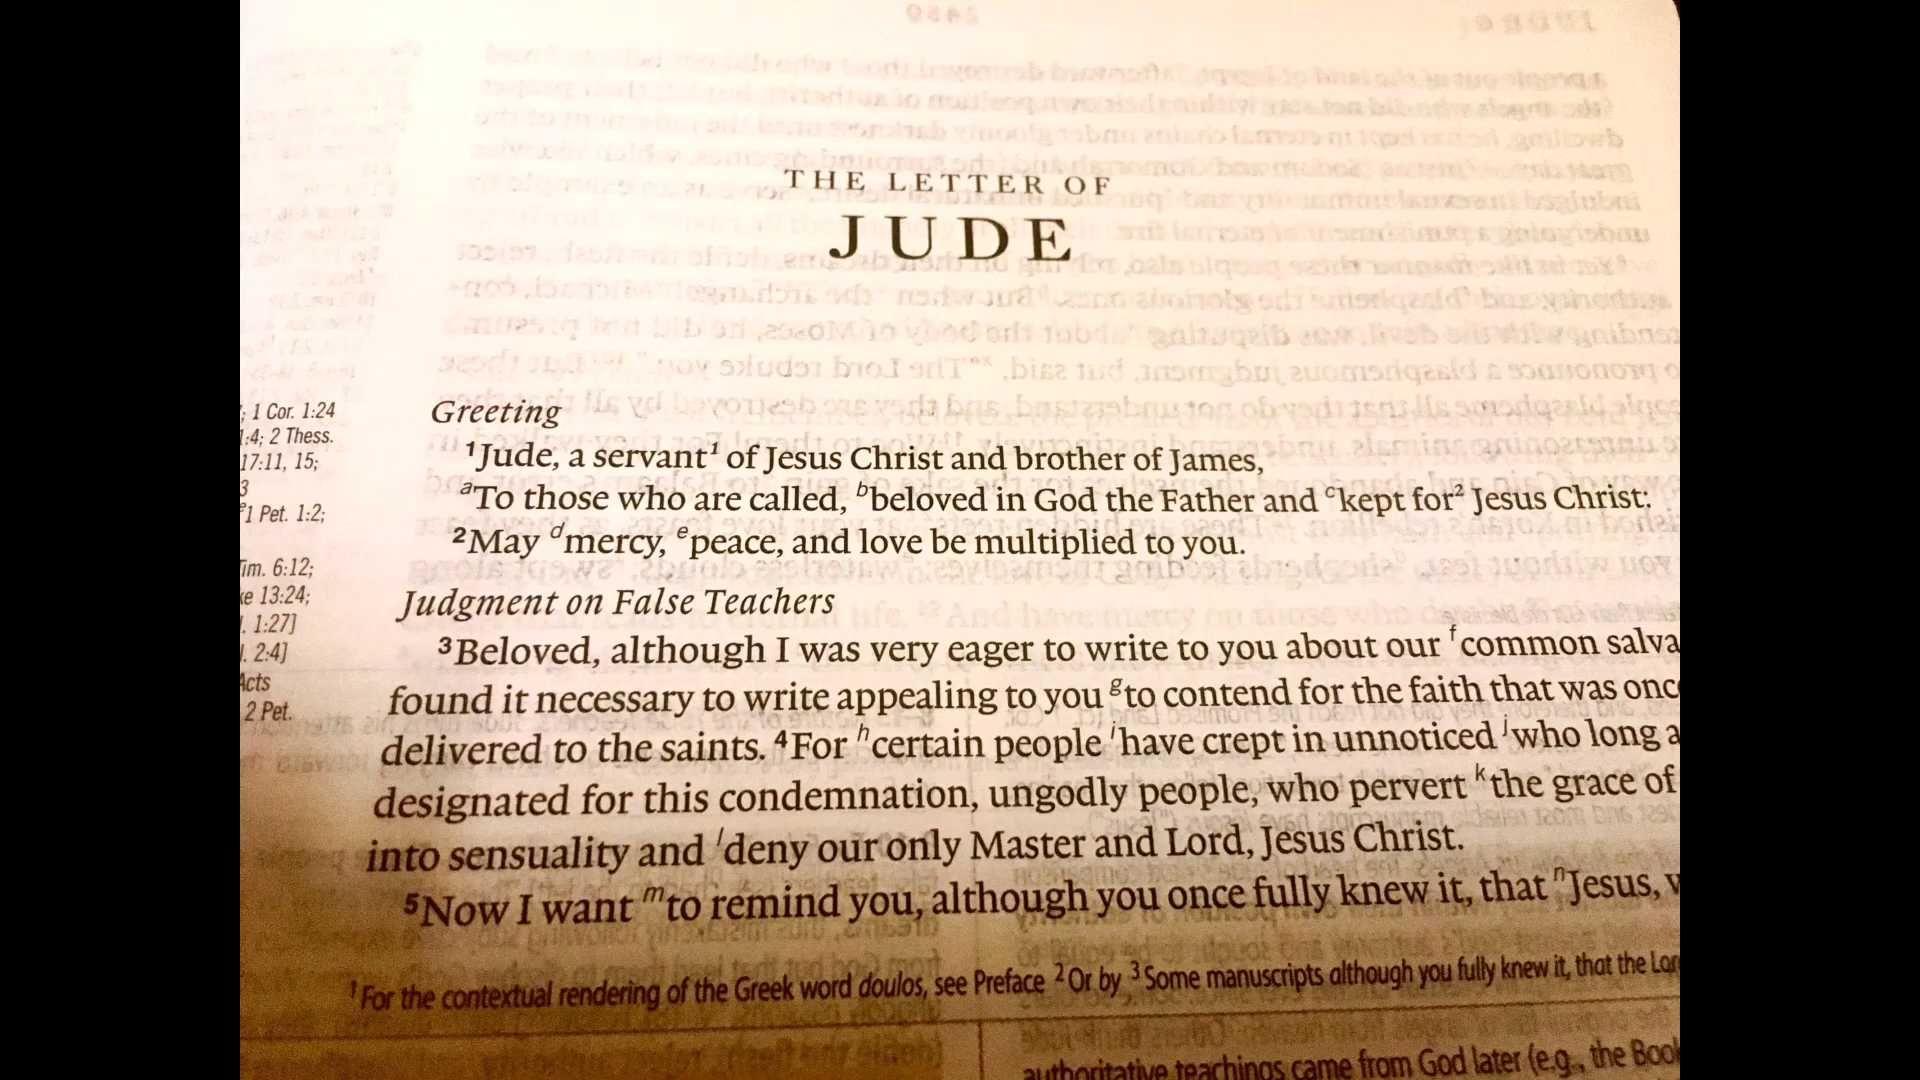 THE LETTER OF
JUDE
; 1 Cor. 1:24
1:4; 2 Thess.
17:11, 15;
3
e1 Pet. 1:2;
im. 6:12;
ke 13:24;
. 1:27]
. 2:4]
Acts
2 Pet.
Greeting
1Jude, a servant1 of Jesus Christ and brother of James,
aTo those who are called, bbeloved in God the Father and ckept for2 Jesus Christ:
2May dmercy, epeace, and love be multiplied to you.
Judgment on False Teachers
3Beloved, although I was very eager to write to you about our fcommon salva
found it necessary to write appealing to you gto contend for the faith that was onc
delivered to the saints. 4For hcertain people ihave crept in unnoticed jwho long a
designated for this condemnation, ungodly people, who pervert kthe grace of
into sensuality and ldeny our only Master and Lord, Jesus Christ.
5Now I want mto remind you, although you once fully knew it, that nJesus, w
1For the contextual rendering of the Greek word doulos, see Preface 2Or by 3Some manuscripts although you fully knew it, that the Lor
authoritative teachings came from God later (e.g., the Book